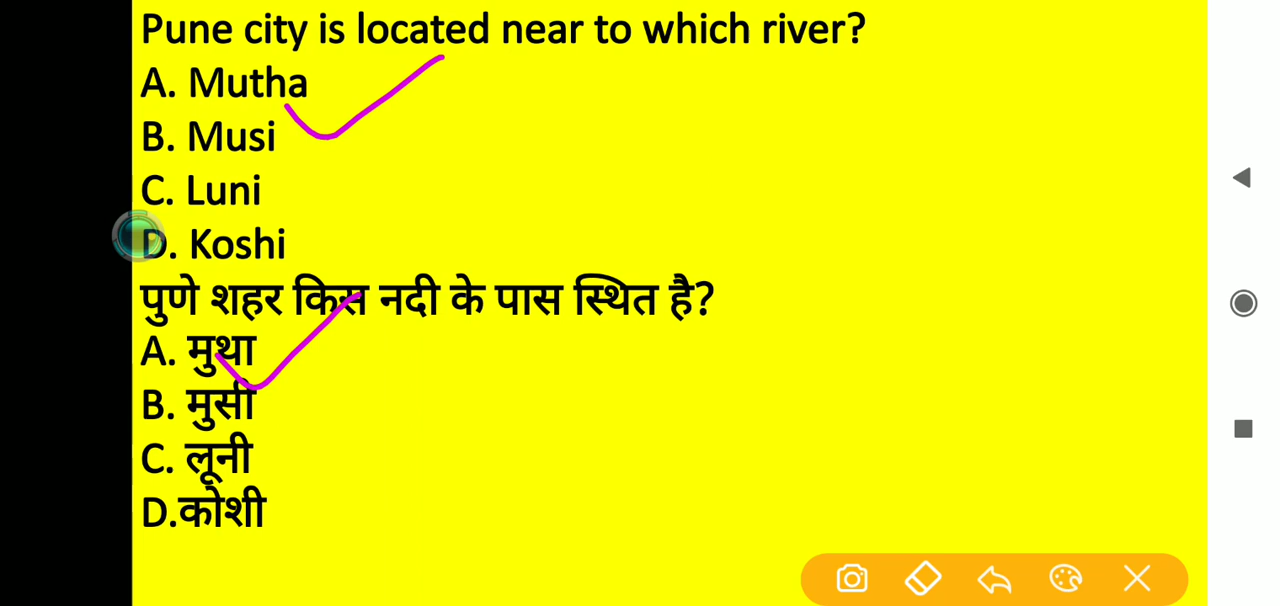 Pune city is located near to which river?
A. Mutha
B. Musi
C. Luni
D. Koshi
पुणे शहर किस नदी के पास स्थित है?
A. मुथा
B. मुसी
C. लूनी
D.कोशी